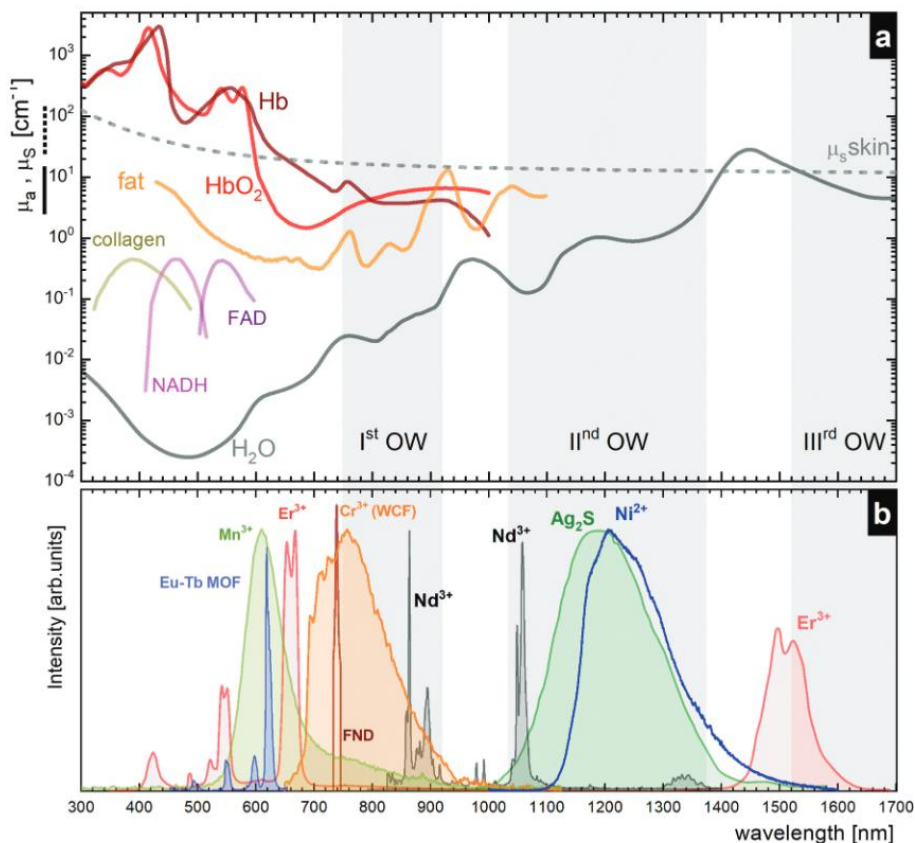 a
10³
10²
10¹
10⁰
10⁻¹
10⁻²
10⁻³
10⁻⁴
μₐ , μₛ [cm⁻¹]
Hb
HbO₂
fat
μₛskin
collagen
FAD
NADH
H₂O
Iˢᵗ OW
IIⁿᵈ OW
IIIʳᵈ OW
b
Intensity [arb.units]
Mn³⁺
Er³⁺
Cr³⁺ (WCF)
Eu-Tb MOF
Nd³⁺
FND
Nd³⁺
Ag₂S
Ni²⁺
Er³⁺
300 400 500 600 700 800 900 1000 1100 1200 1300 1400 1500 1600 1700
wavelength [nm]